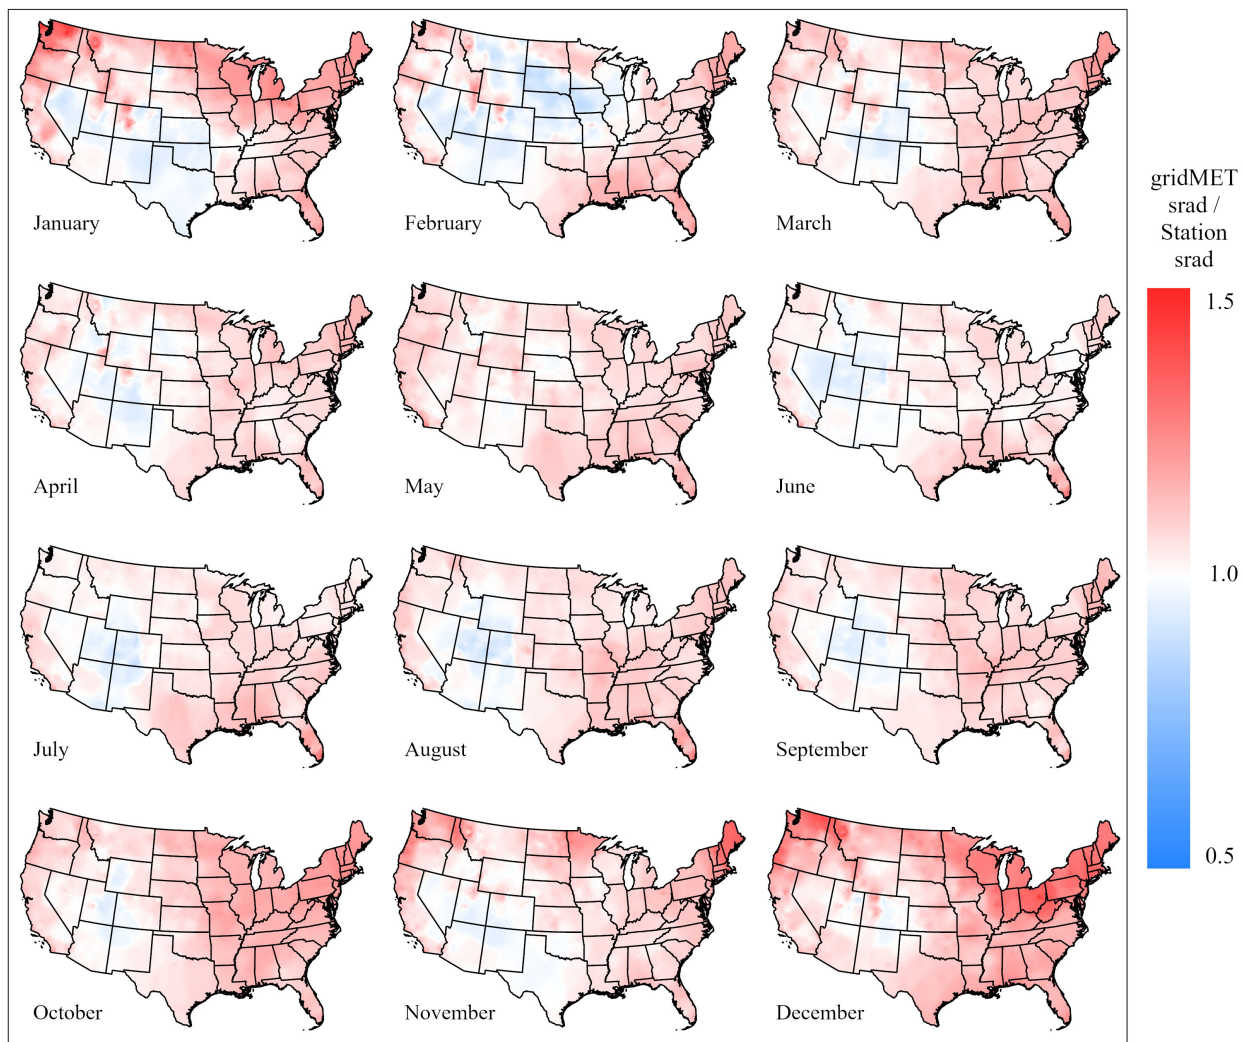 January
February
March
April
May
June
July
August
September
October
November
December
gridMET
srad /
Station
srad
1.5
1.0
0.5